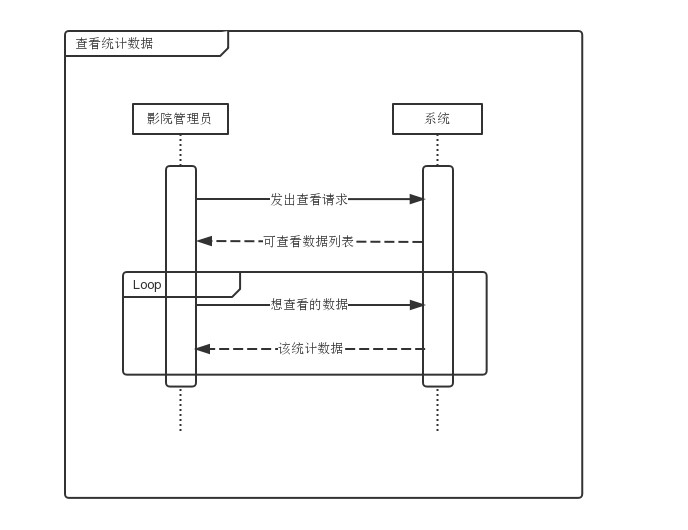 查看统计数据
影院管理员
系统
发出查看请求
可查看数据列表
Loop
想查看的数据
该统计数据